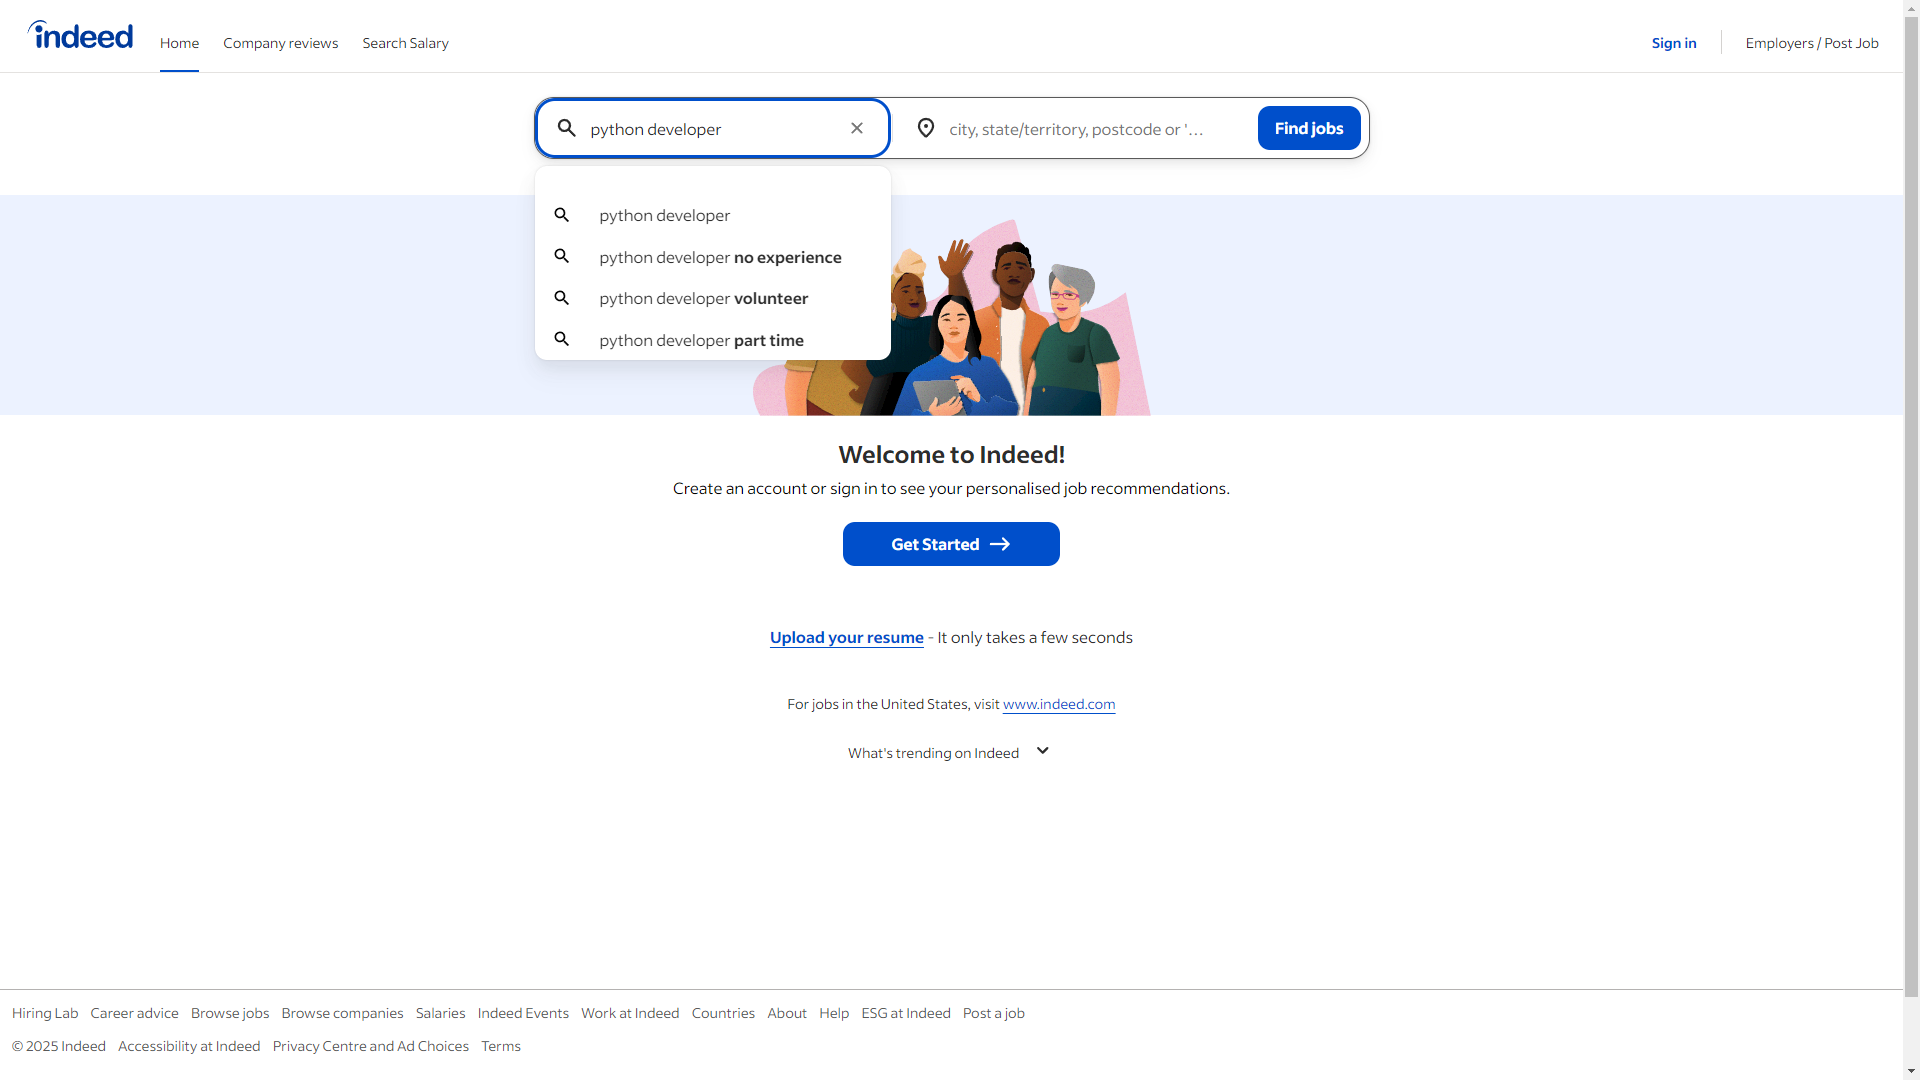 indeed
Home Company reviews Search Salary Sign in Employers / Post Job
python developer city, state/territory, postcode or '... Find jobs
python developer
python developer no experience
python developer volunteer
python developer part time
Welcome to Indeed!
Create an account or sign in to see your personalised job recommendations.
Get Started
Upload your resume - It only takes a few seconds
For jobs in the United States, visit www.indeed.com
What's trending on Indeed
Hiring Lab Career advice Browse jobs Browse companies Salaries Indeed Events Work at Indeed Countries About Help ESG at Indeed Post a job
© 2025 Indeed Accessibility at Indeed Privacy Centre and Ad Choices Terms